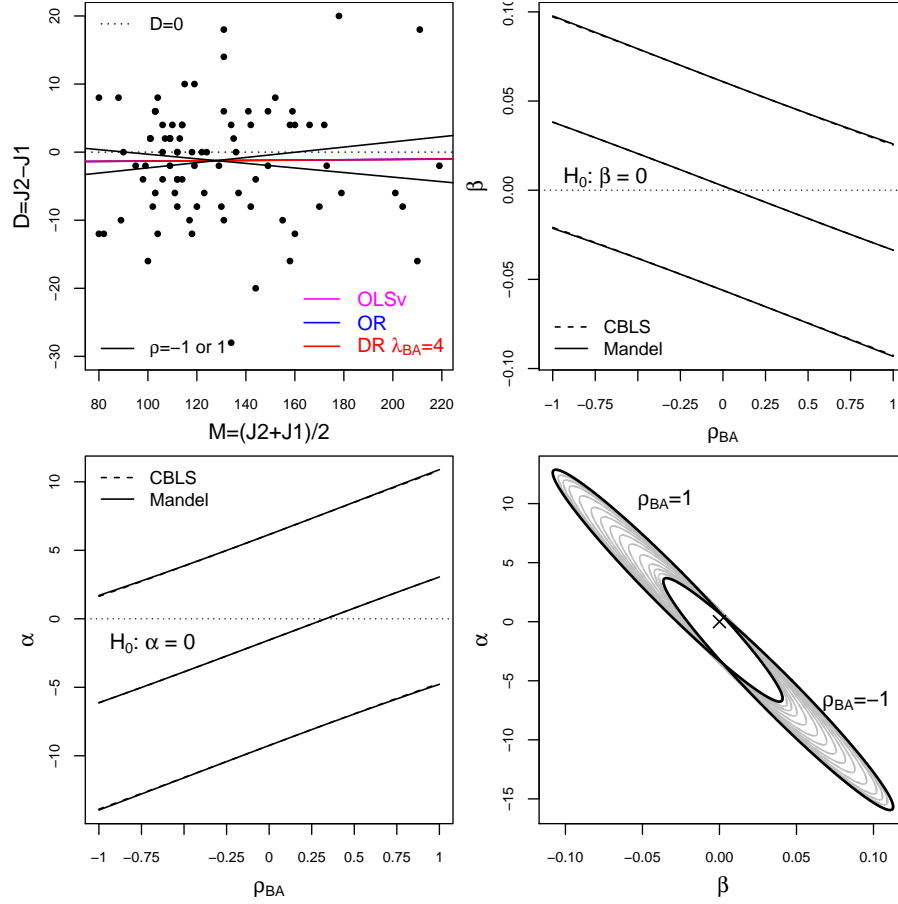 D=0
OLSv
OR
ρ=−1 or 1
DR λBA=4
20
10
0
−10
−20
−30
D=J2−J1
80 100 120 140 160 180 200 220
M=(J2+J1)/2
H0: β = 0
CBLS
Mandel
0.10
0.05
0.00
−0.05
−0.10
β
−1 −0.75 −0.25 0 0.25 0.5 0.75 1
ρBA
CBLS
Mandel
H0: α = 0
10
5
0
−5
−10
α
−1 −0.75 −0.25 0 0.25 0.5 0.75 1
ρBA
ρBA=1
ρBA=−1
10
5
0
−5
−10
−15
α
−0.10 −0.05 0.00 0.05 0.10
β